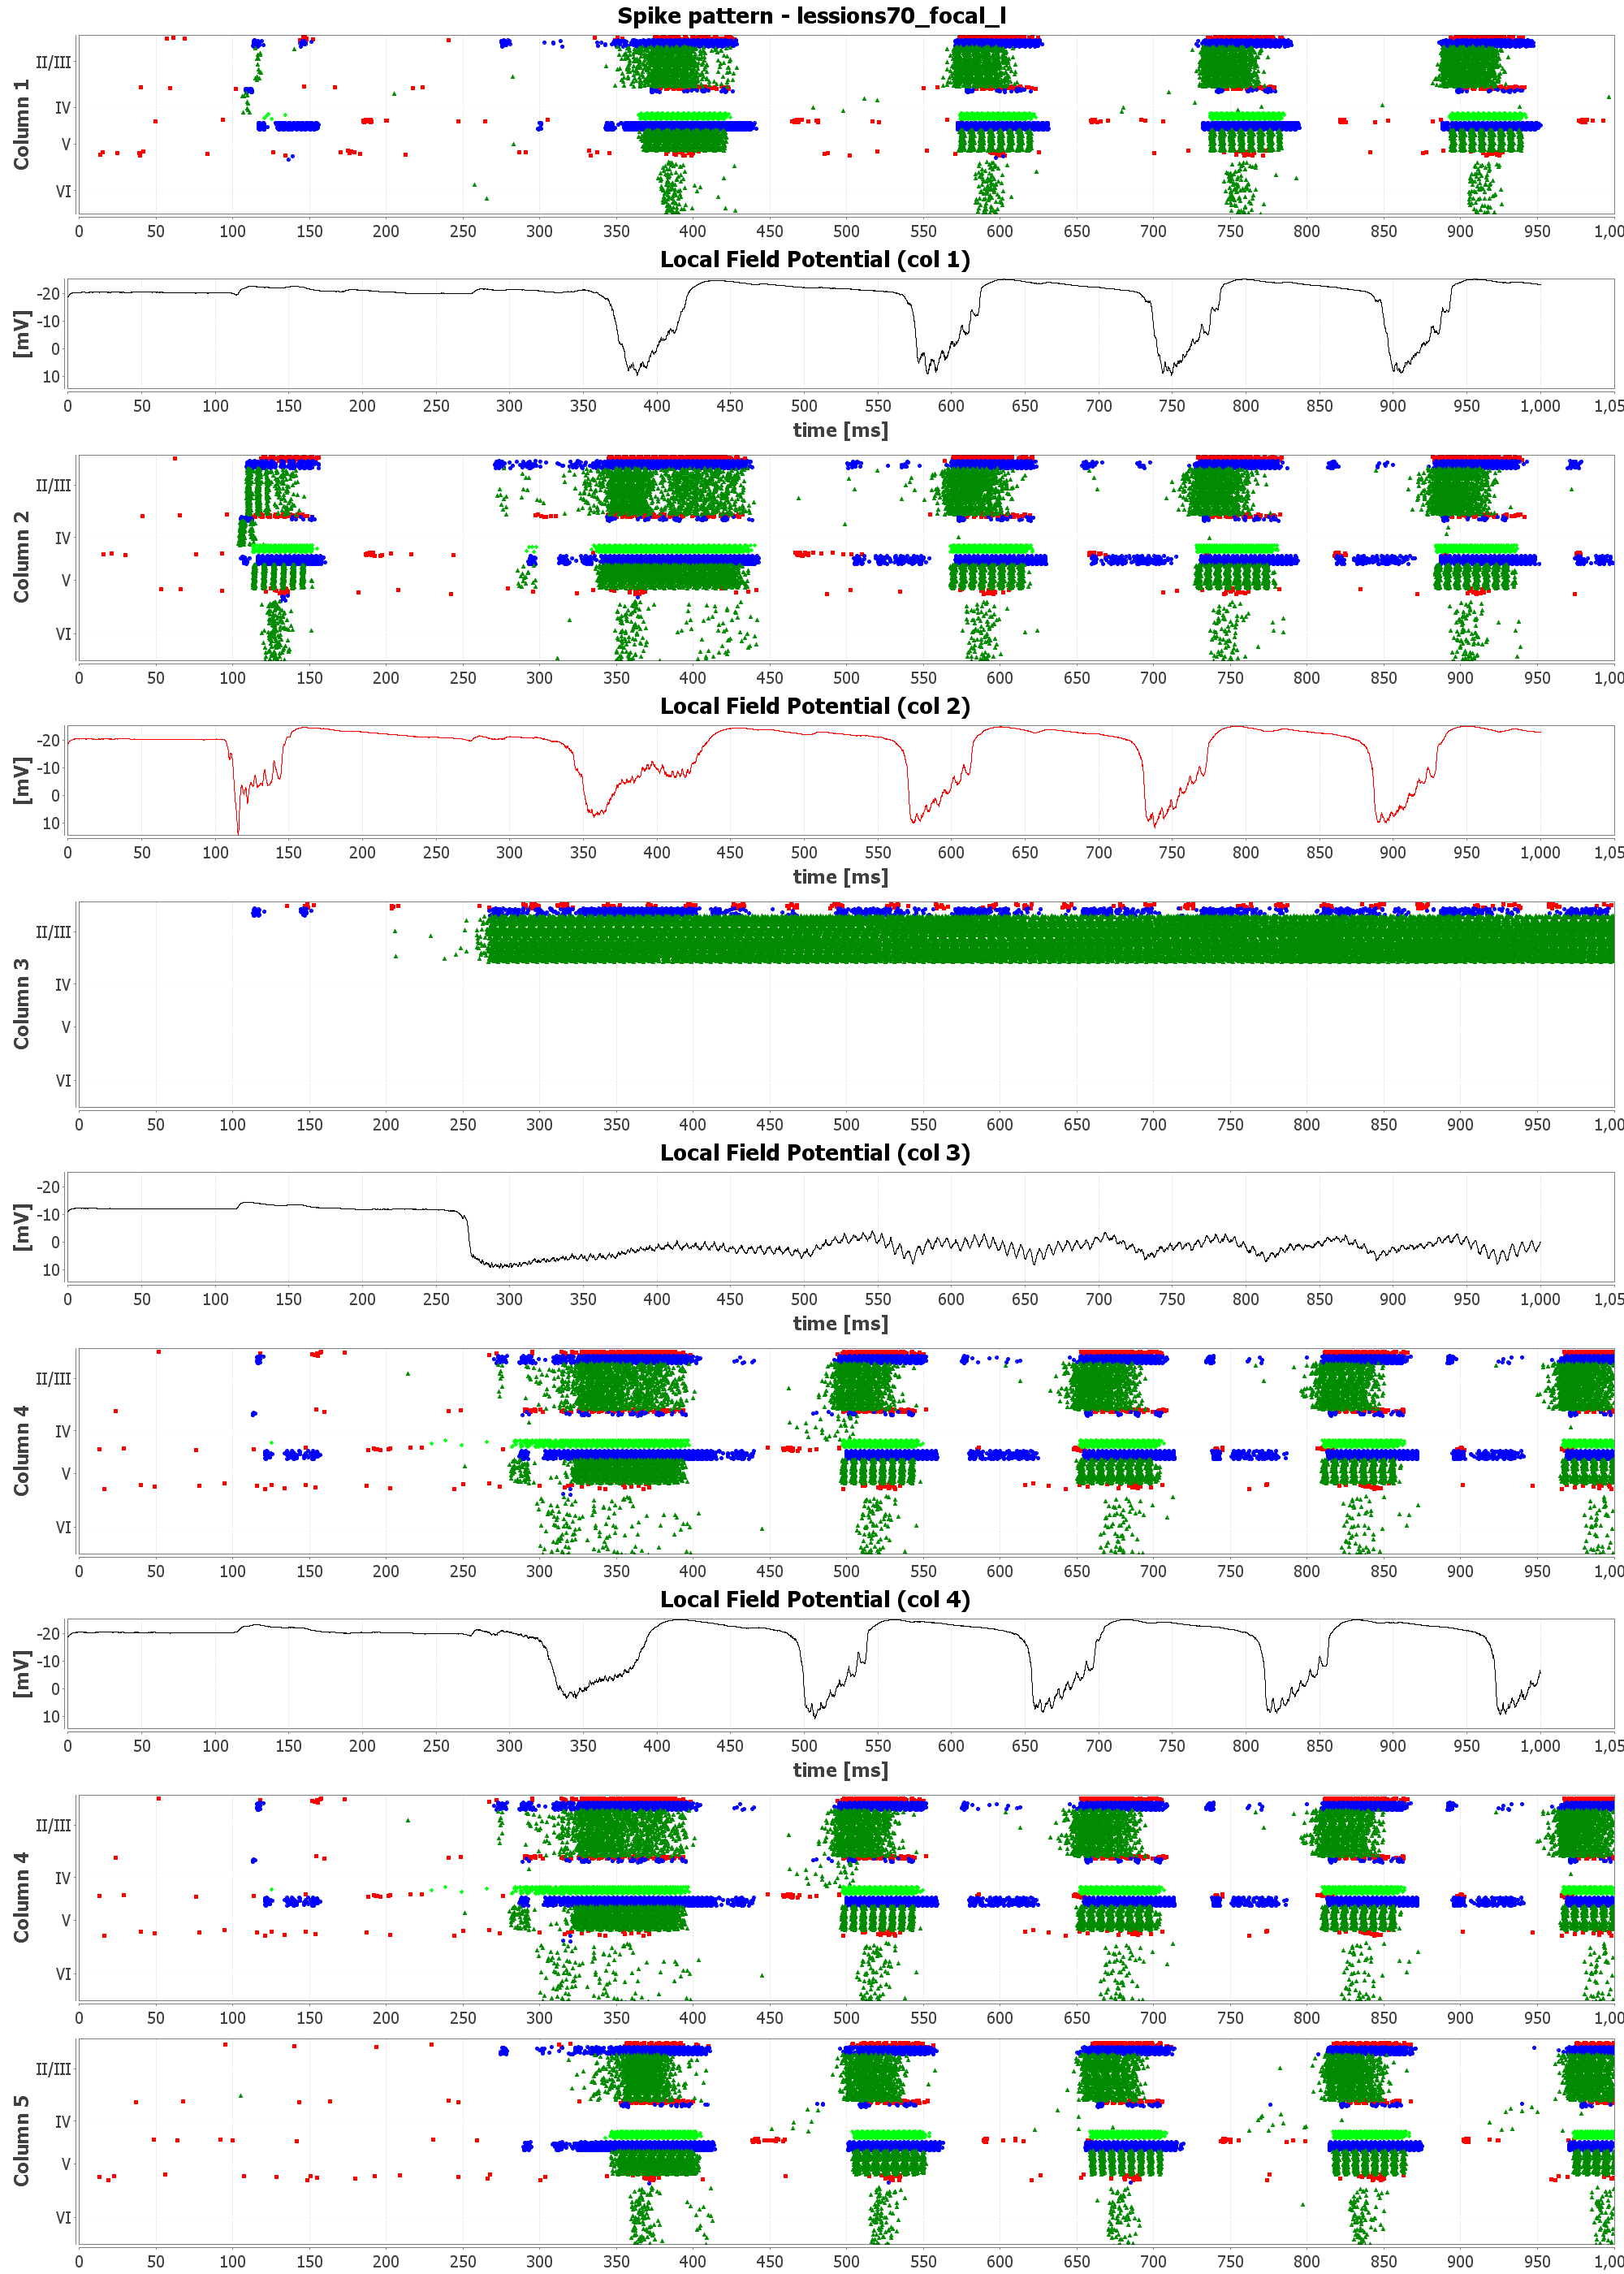 Spike pattern - lessions70_focal_l
Column 1
II/III
IV
V
VI
0 50 100 150 200 250 300 350 400 450 500 550 600 650 700 750 800 850 900 950 1,00
Local Field Potential (col 1)
[mV]
-20
-10
0
10
0 50 100 150 200 250 300 350 400 450 500 550 600 650 700 750 800 850 900 950 1,000 1,05
time [ms]
Column 2
II/III
IV
V
VI
0 50 100 150 200 250 300 350 400 450 500 550 600 650 700 750 800 850 900 950 1,00
Local Field Potential (col 2)
[mV]
-20
-10
0
10
0 50 100 150 200 250 300 350 400 450 500 550 600 650 700 750 800 850 900 950 1,000 1,05
time [ms]
Column 3
II/III
IV
V
VI
0 50 100 150 200 250 300 350 400 450 500 550 600 650 700 750 800 850 900 950 1,00
Local Field Potential (col 3)
[mV]
-20
-10
0
10
0 50 100 150 200 250 300 350 400 450 500 550 600 650 700 750 800 850 900 950 1,000 1,05
time [ms]
Column 4
II/III
IV
V
VI
0 50 100 150 200 250 300 350 400 450 500 550 600 650 700 750 800 850 900 950 1,00
Local Field Potential (col 4)
[mV]
-20
-10
0
10
0 50 100 150 200 250 300 350 400 450 500 550 600 650 700 750 800 850 900 950 1,000 1,05
time [ms]
Column 4
II/III
IV
V
VI
0 50 100 150 200 250 300 350 400 450 500 550 600 650 700 750 800 850 900 950 1,00
Column 5
II/III
IV
V
VI
0 50 100 150 200 250 300 350 400 450 500 550 600 650 700 750 800 850 900 950 1,00